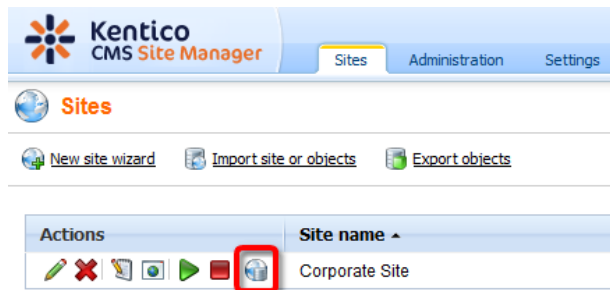 Kentico
CMS Site Manager
Sites Administration Settings
Sites
New site wizard Import site or objects Export objects
Actions Site name
Corporate Site